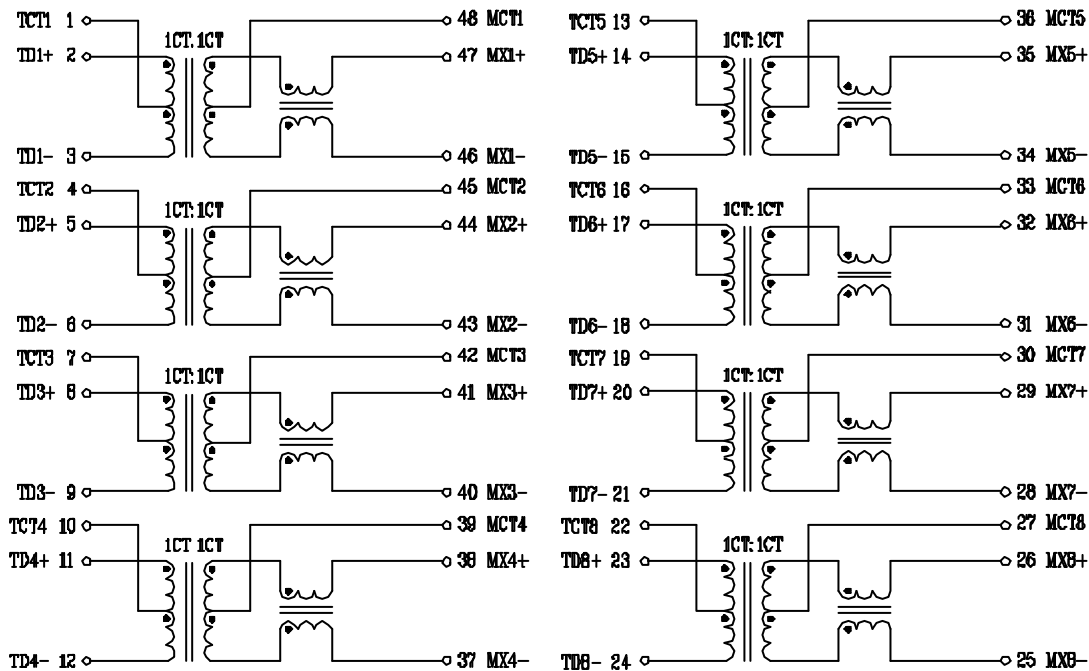 TCT1 1 48 MCT1 TCT5 13 36 MCT5
1CT:1CT 1CT:1CT
TD1+ 2 47 MX1+ TD5+ 14 35 MX5+
TD1- 3 46 MX1- TD5- 15 34 MX5-
TCT2 4 45 MCT2 TCT6 16 33 MCT6
1CT:1CT 1CT:1CT
TD2+ 5 44 MX2+ TD6+ 17 32 MX6+
TD2- 6 43 MX2- TD6- 18 31 MX6-
TCT3 7 42 MCT3 TCT7 19 30 MCT7
1CT:1CT 1CT:1CT
TD3+ 8 41 MX3+ TD7+ 20 29 MX7+
TD3- 9 40 MX3- TD7- 21 28 MX7-
TCT4 10 39 MCT4 TCT8 22 27 MCT8
1CT 1CT 1CT:1CT
TD4+ 11 38 MX4+ TD8+ 23 26 MX8+
TD4- 12 37 MX4- TD8- 24 25 MX8-